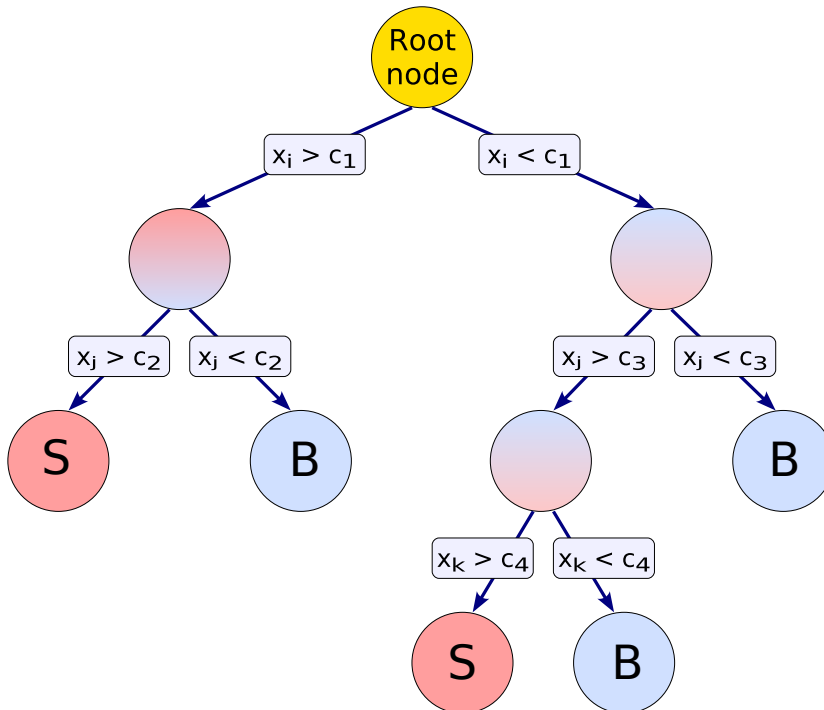 Root
node
xi > c1
xi < c1
xj > c2
xj < c2
xj > c3
xj < c3
S
B
B
xk > c4
xk < c4
S
B